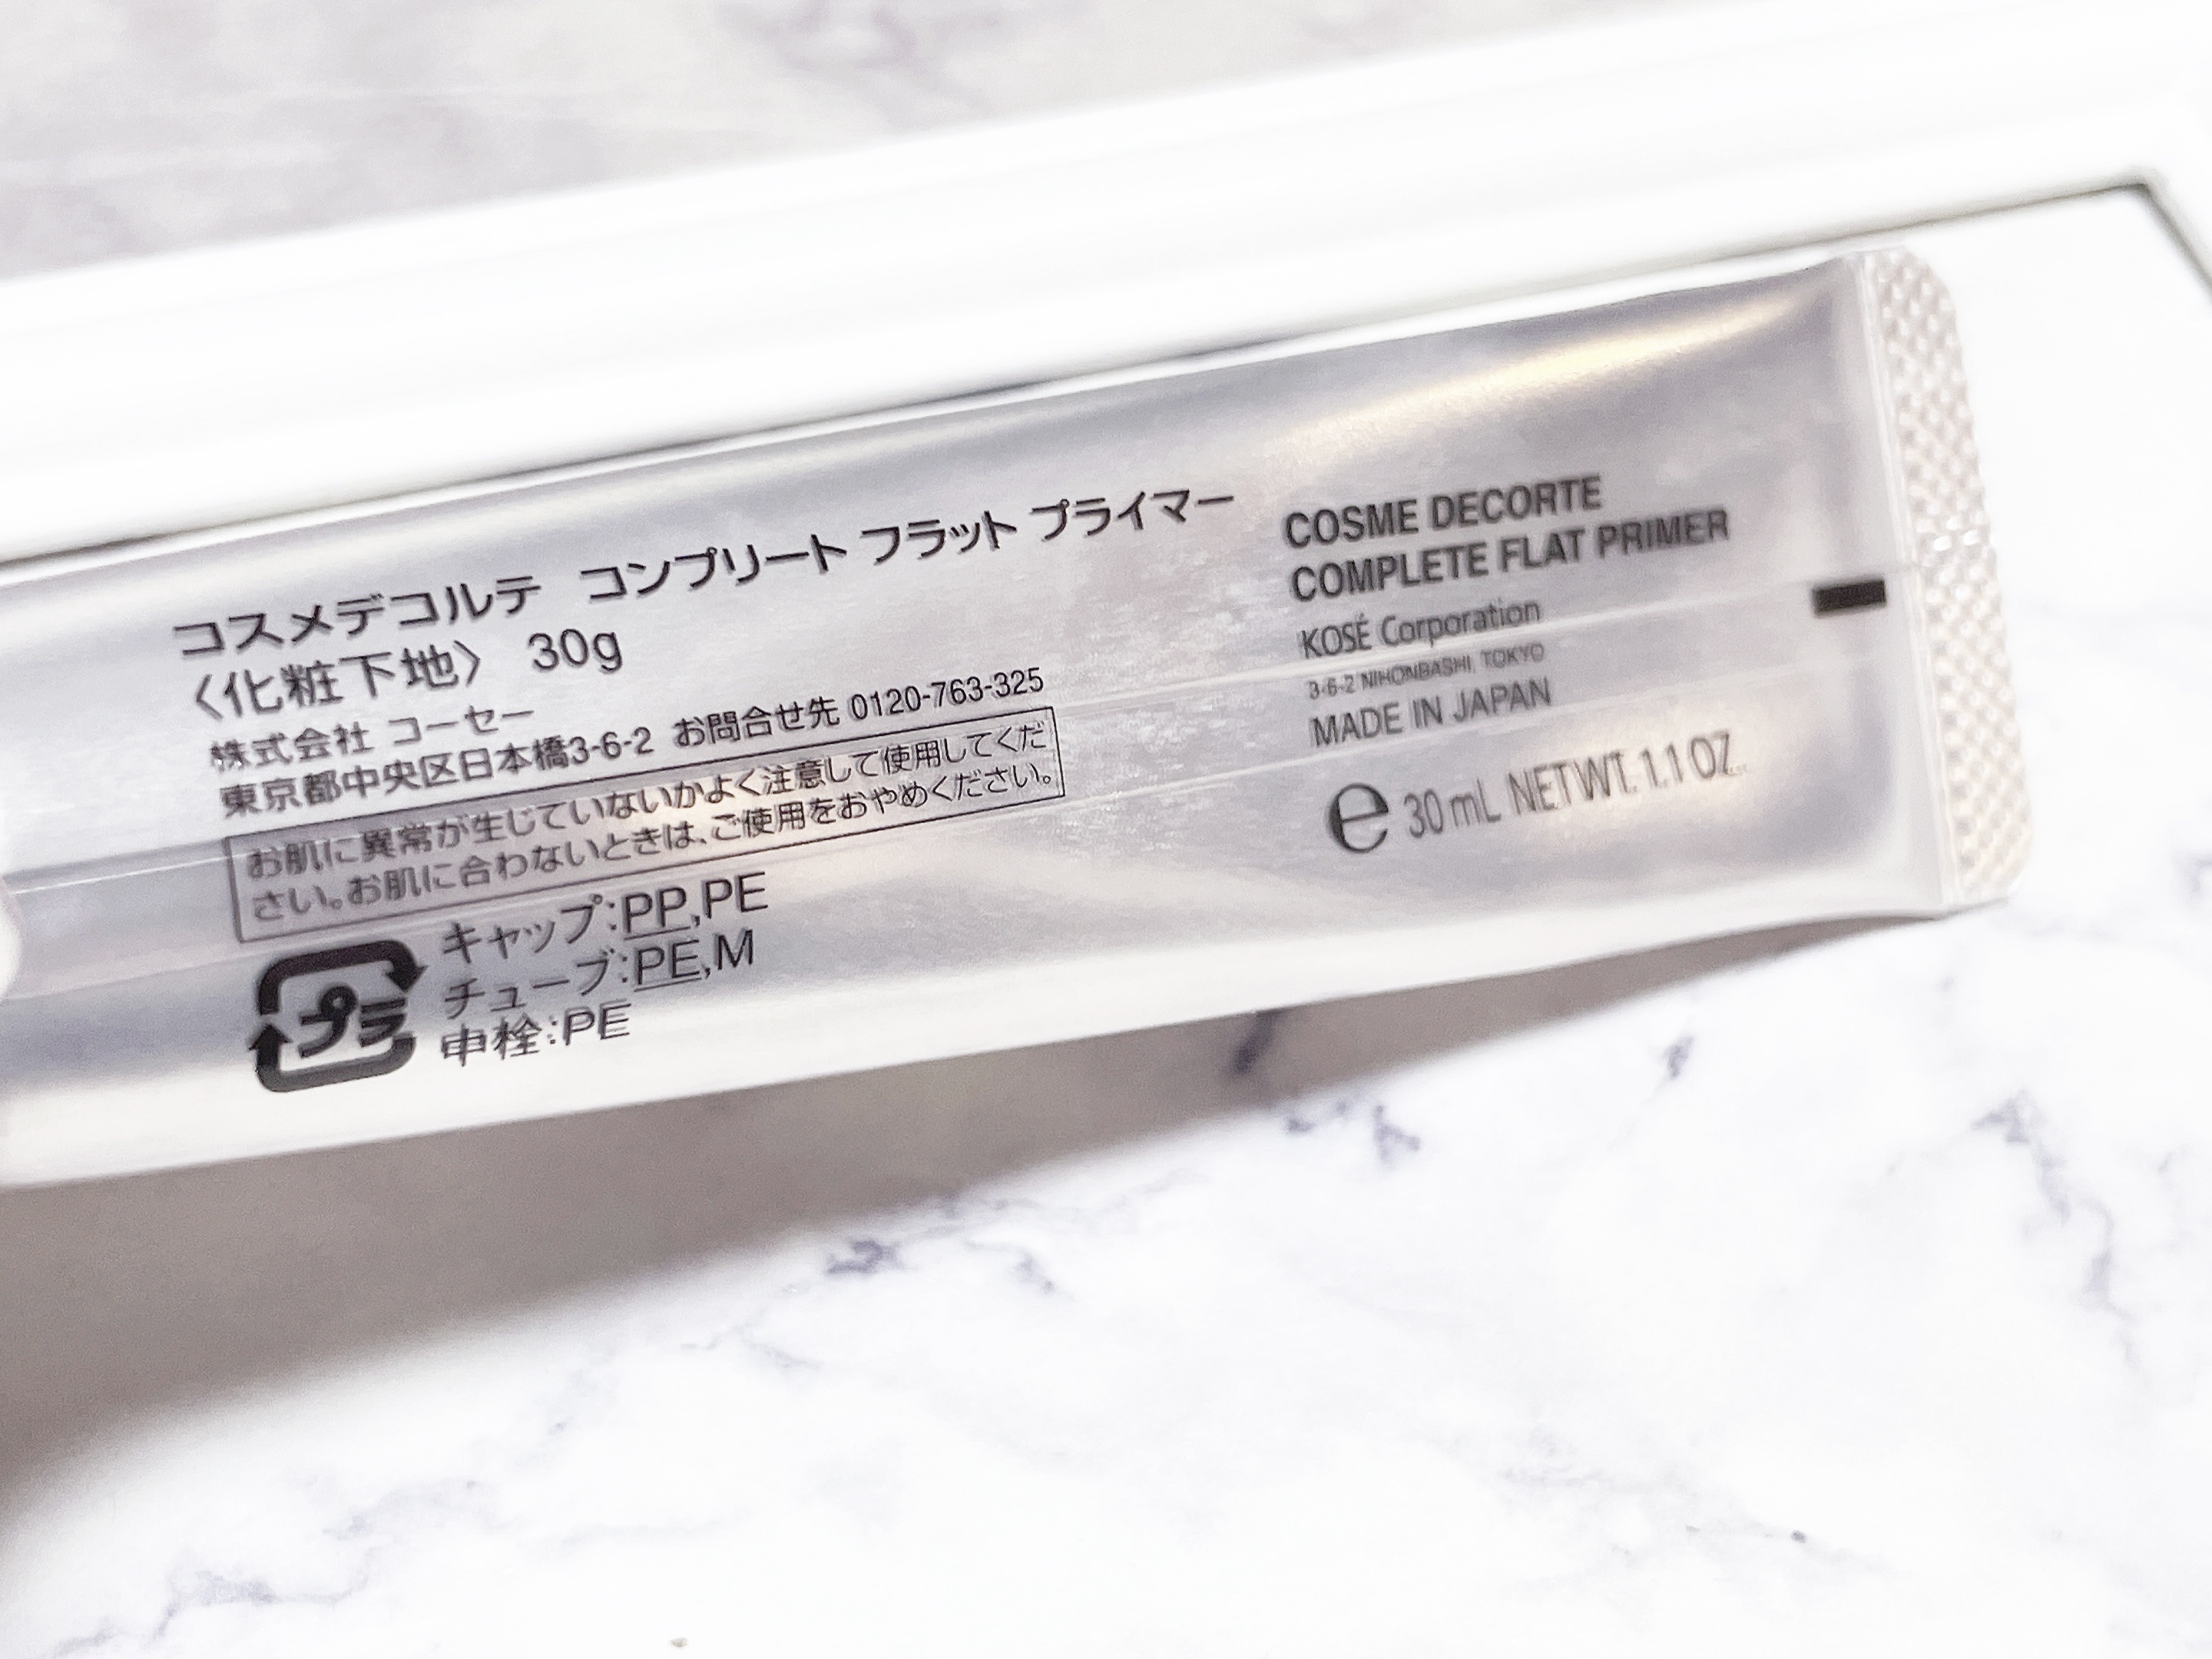 コスメデコルテ コンプリート フラット プライマー
〈化粧下地〉 30g
株式会社 コーセー
東京都中央区日本橋3-6-2 お問合せ先 0120-763-325
お肌に異常が生じていないかよく注意して使用してくだ
さい。お肌に合わないときは、ご使用をおやめください。
プラ
キャップ:PP,PE
チューブ:PE,M
中栓:PE
COSME DECORTE
COMPLETE FLAT PRIMER
KOSÉ Corporation
3-6-2 NIHONBASHI, TOKYO
MADE IN JAPAN
℮ 30 mL NET WT. 1.1 OZ.